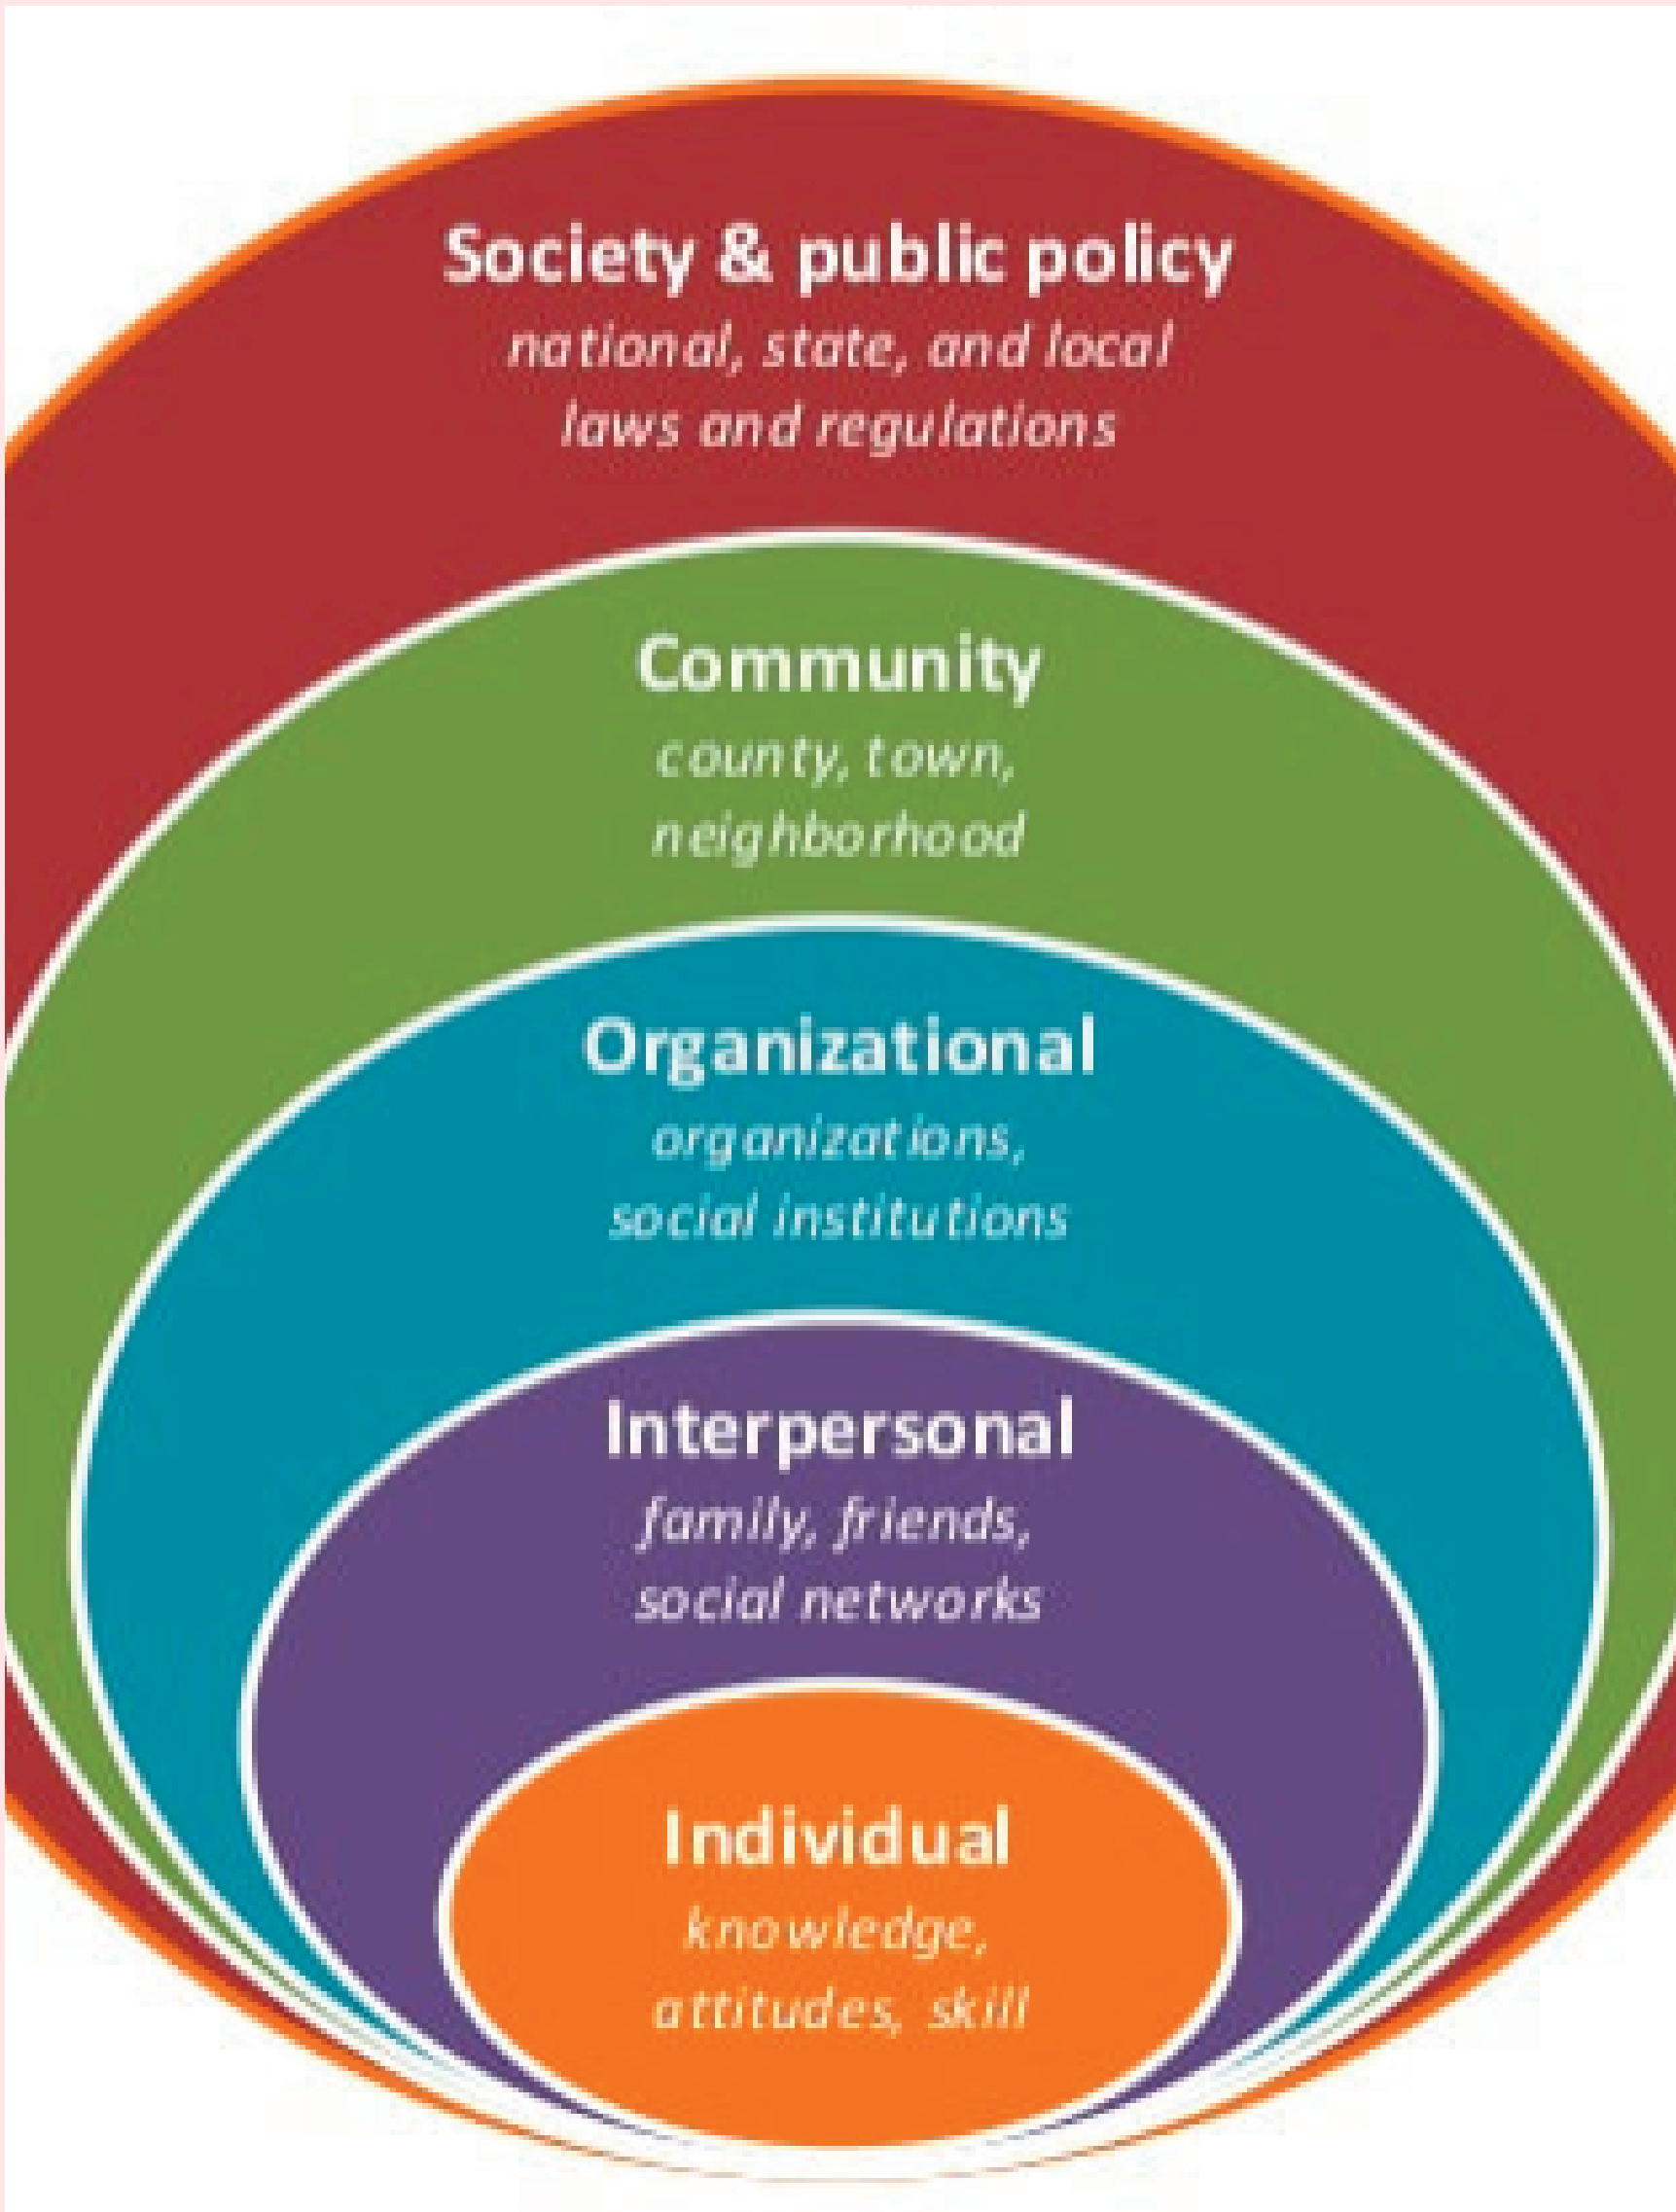 Society & public policy
national, state, and local
laws and regulations
Community
county, town,
neighborhood
Organizational
organizations,
social institutions
Interpersonal
family, friends,
social networks
Individual
knowledge,
attitudes, skill